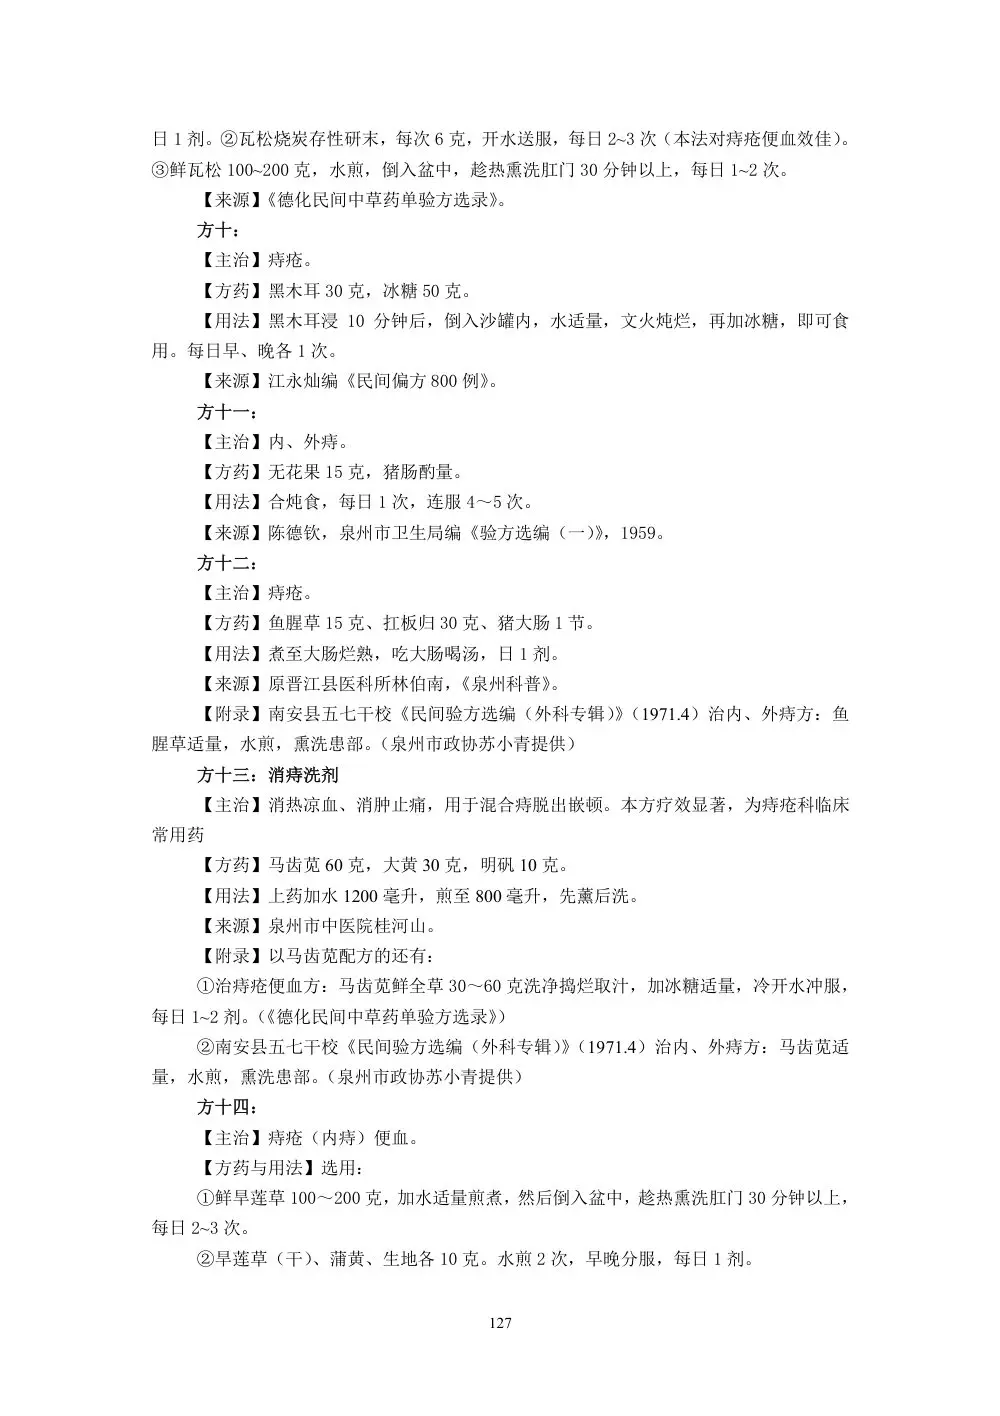 日 1 剂。②瓦松烧炭存性研末，每次 6 克，开水送服，每日 2~3 次（本法对痔疮便血效佳）。
③鲜瓦松 100~200 克，水煎，倒入盆中，趁热熏洗肛门 30 分钟以上，每日 1~2 次。
【来源】《德化民间中草药单验方选录》。
方十：
【主治】痔疮。
【方药】黑木耳 30 克，冰糖 50 克。
【用法】黑木耳浸 10 分钟后，倒入沙罐内，水适量，文火炖烂，再加冰糖，即可食
用。每日早、晚各 1 次。
【来源】江永灿编《民间偏方 800 例》。
方十一：
【主治】内、外痔。
【方药】无花果 15 克，猪肠酌量。
【用法】合炖食，每日 1 次，连服 4～5 次。
【来源】陈德钦，泉州市卫生局编《验方选编（一）》，1959。
方十二：
【主治】痔疮。
【方药】鱼腥草 15 克、扛板归 30 克、猪大肠 1 节。
【用法】煮至大肠烂熟，吃大肠喝汤，日 1 剂。
【来源】原晋江县医科所林伯南，《泉州科普》。
【附录】南安县五七干校《民间验方选编（外科专辑）》（1971.4）治内、外痔方：鱼
腥草适量，水煎，熏洗患部。（泉州市政协苏小青提供）
方十三：消痔洗剂
【主治】消热凉血、消肿止痛，用于混合痔脱出嵌顿。本方疗效显著，为痔疮科临床
常用药
【方药】马齿苋 60 克，大黄 30 克，明矾 10 克。
【用法】上药加水 1200 毫升，煎至 800 毫升，先薰后洗。
【来源】泉州市中医院桂河山。
【附录】以马齿苋配方的还有：
①治痔疮便血方：马齿苋鲜全草 30～60 克洗净捣烂取汁，加冰糖适量，冷开水冲服，
每日 1~2 剂。（《德化民间中草药单验方选录》）
②南安县五七干校《民间验方选编（外科专辑）》（1971.4）治内、外痔方：马齿苋适
量，水煎，熏洗患部。（泉州市政协苏小青提供）
方十四：
【主治】痔疮（内痔）便血。
【方药与用法】选用：
①鲜旱莲草 100～200 克，加水适量煎煮，然后倒入盆中，趁热熏洗肛门 30 分钟以上，
每日 2~3 次。
②旱莲草（干）、蒲黄、生地各 10 克。水煎 2 次，早晚分服，每日 1 剂。
127